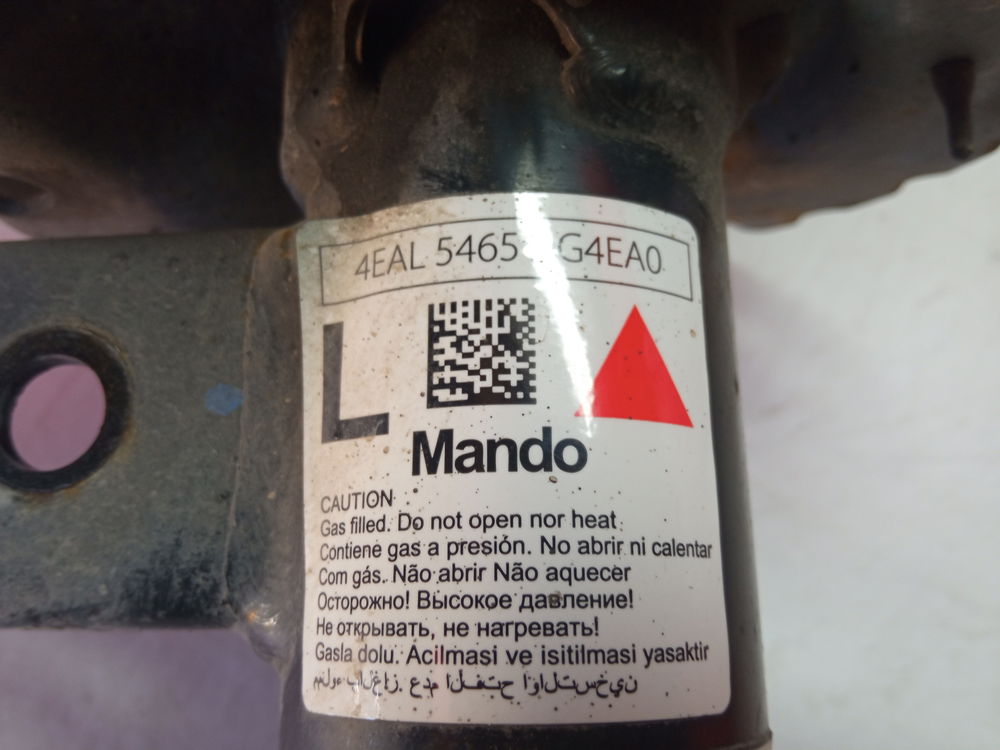 4EAL 5465 G4EA0
L
Mando
CAUTION
Gas filled. Do not open nor heat
Contiene gas a presión. No abrir ni calentar
Com gás. Não abrir Não aquecer
Осторожно! Высокое давление!
Не открывать, не нагревать!
Gasla dolu. Acilmasi ve isitilmasi yasaktir
مملوء بالغاز. عدم الفتح اوالتسخين